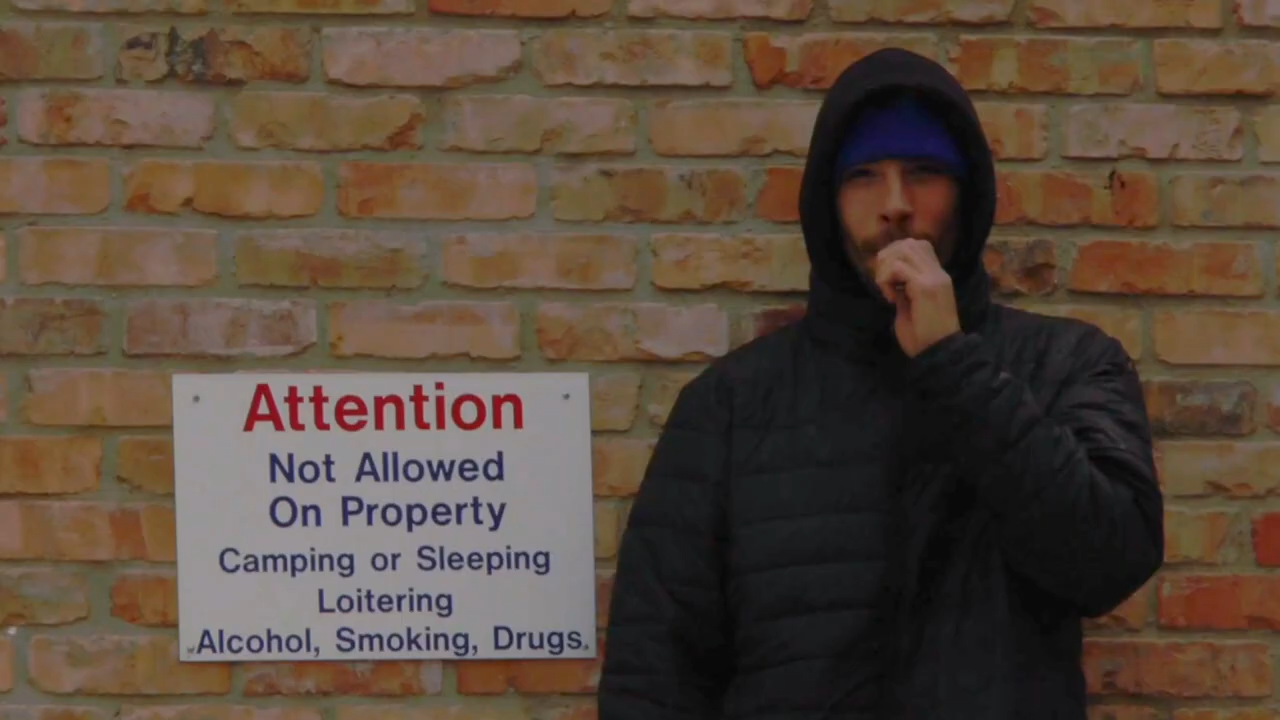 Attention
Not Allowed
On Property
Camping or Sleeping
Loitering
Alcohol, Smoking, Drugs.